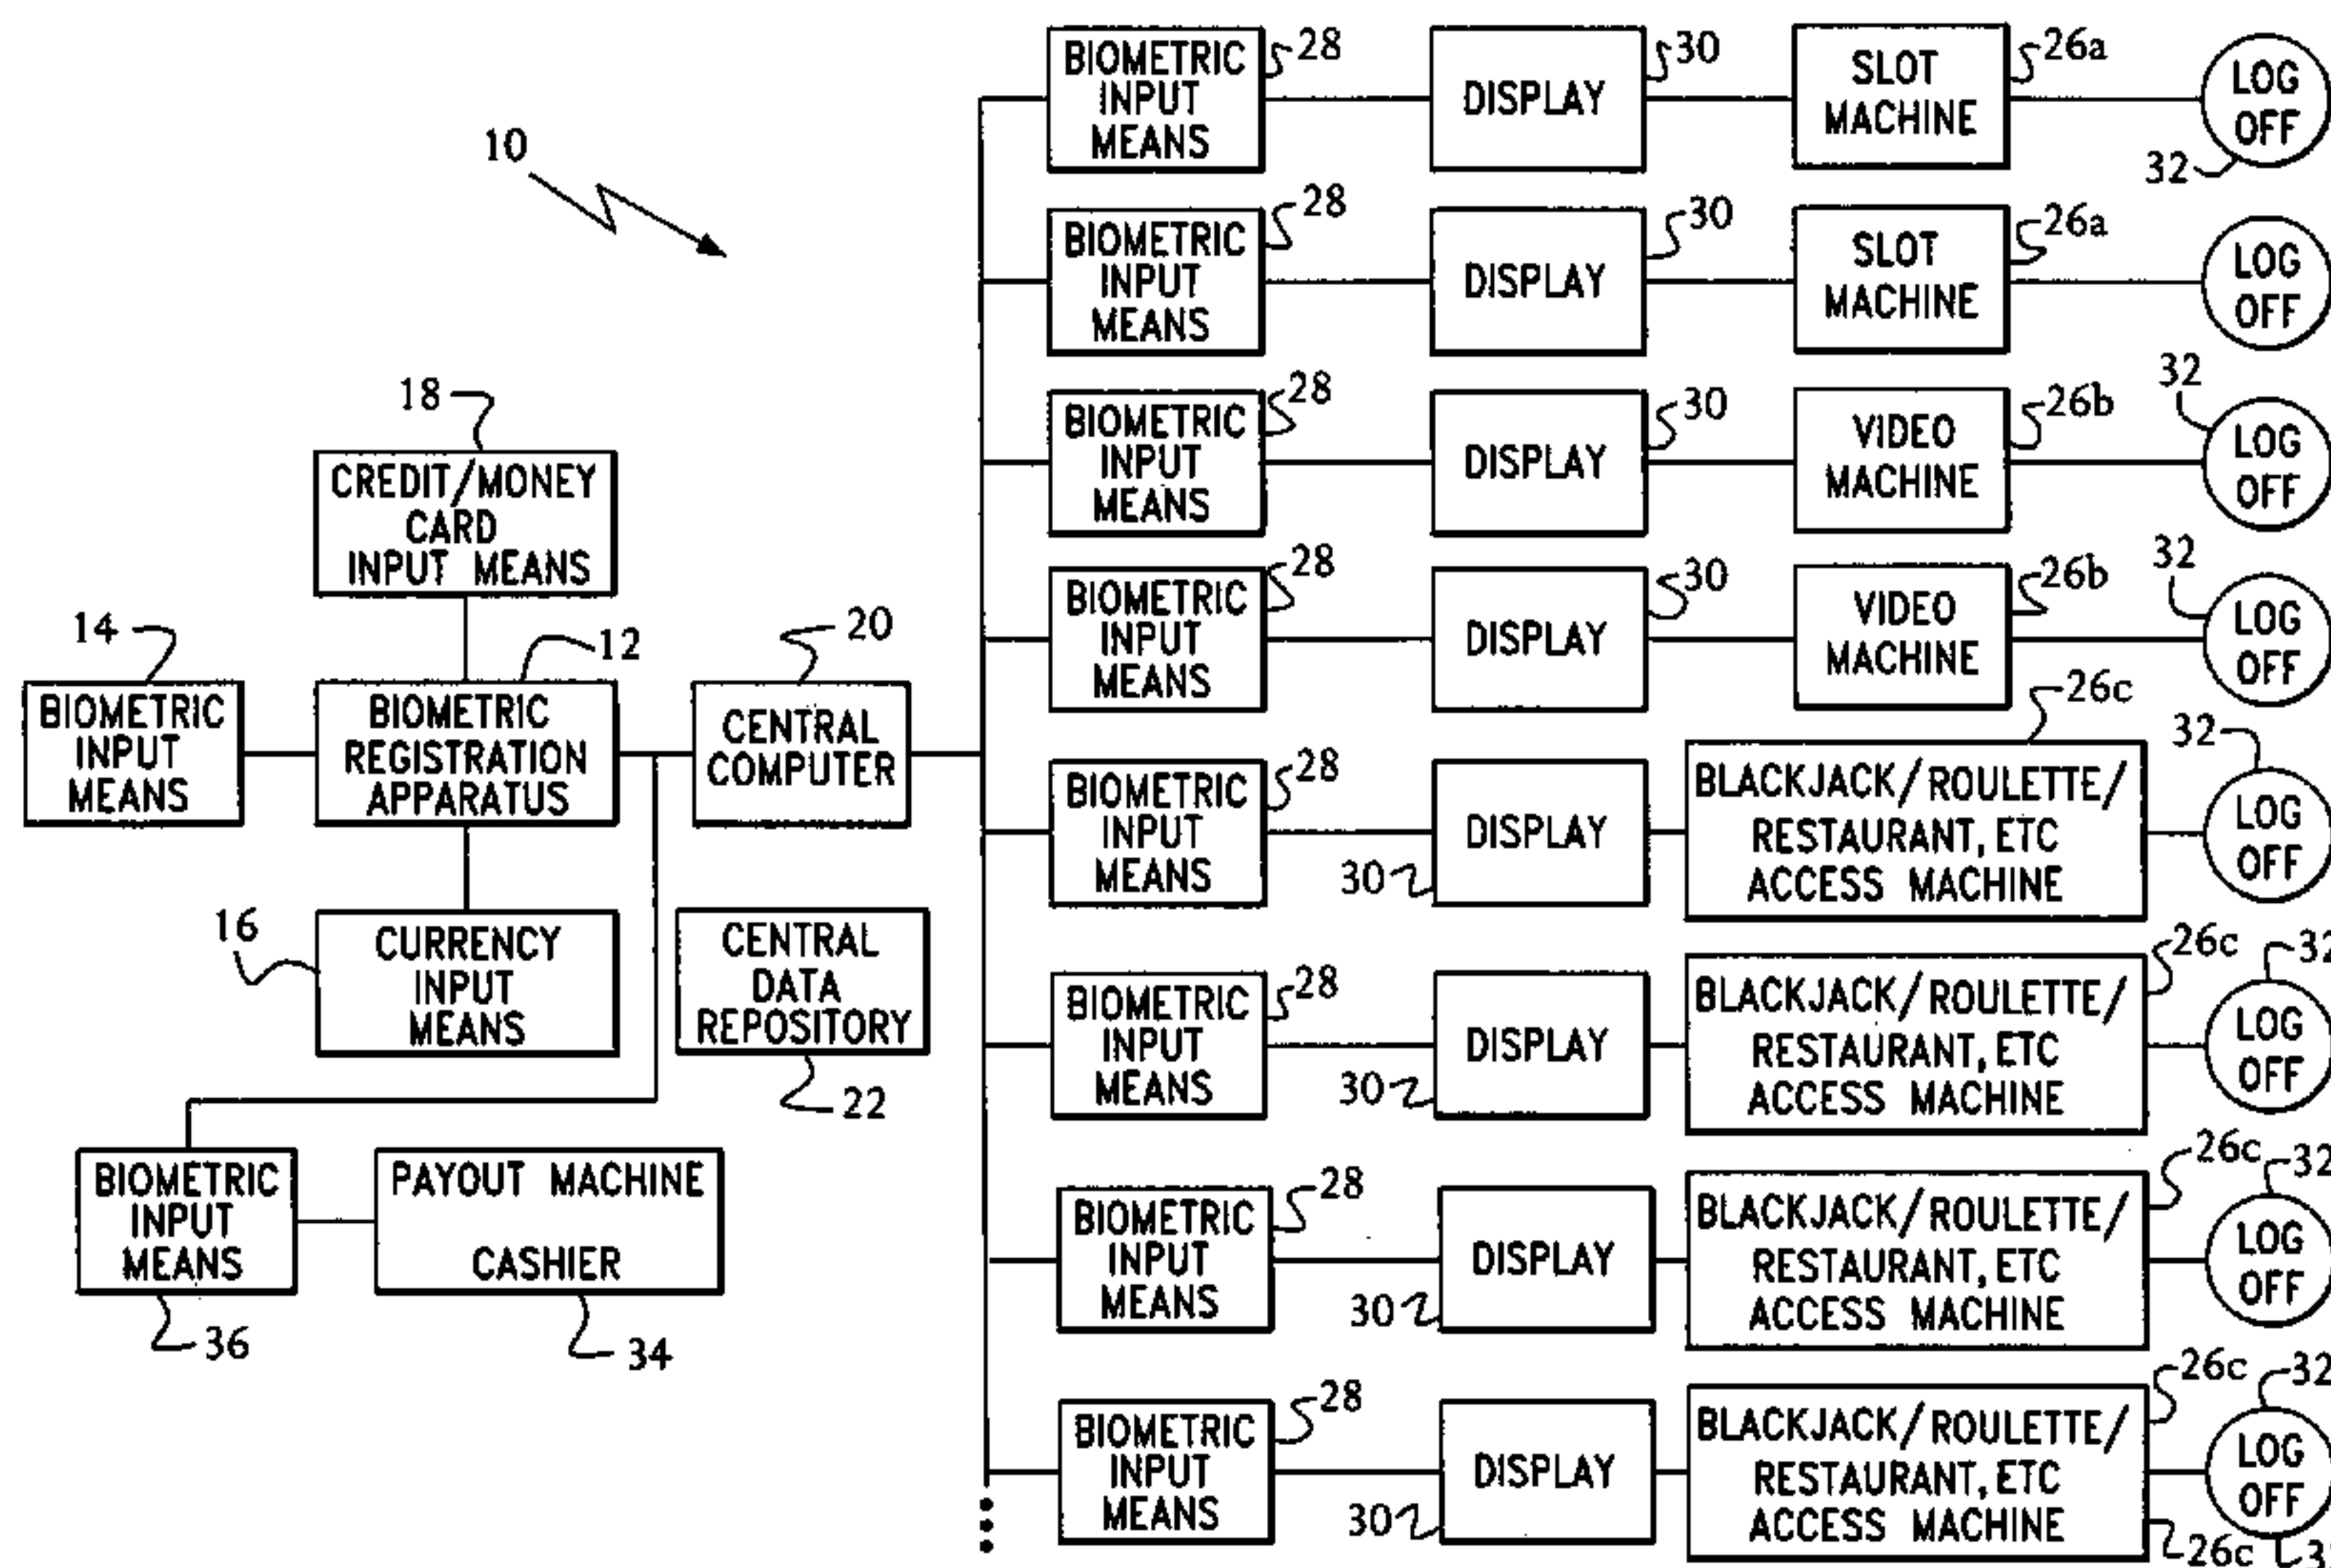 10
18
CREDIT/MONEY
CARD
INPUT MEANS
14
BIOMETRIC
INPUT
MEANS
12
BIOMETRIC
REGISTRATION
APPARATUS
20
CENTRAL
COMPUTER
16
CURRENCY
INPUT
MEANS
CENTRAL
DATA
REPOSITORY
22
BIOMETRIC
INPUT
MEANS
36
PAYOUT MACHINE
CASHIER
34
BIOMETRIC
INPUT
MEANS
28
DISPLAY
30
SLOT
MACHINE
26a
LOG
OFF
32
BIOMETRIC
INPUT
MEANS
28
DISPLAY
30
SLOT
MACHINE
26a
LOG
OFF
BIOMETRIC
INPUT
MEANS
28
DISPLAY
30
VIDEO
MACHINE
26b
32
LOG
OFF
BIOMETRIC
INPUT
MEANS
28
DISPLAY
30
VIDEO
MACHINE
26b
32
LOG
OFF
BIOMETRIC
INPUT
MEANS
28
DISPLAY
30
BLACKJACK/ROULETTE/
RESTAURANT, ETC
ACCESS MACHINE
26c
32
LOG
OFF
BIOMETRIC
INPUT
MEANS
28
DISPLAY
30
BLACKJACK/ROULETTE/
RESTAURANT, ETC
ACCESS MACHINE
26c
32
LOG
OFF
BIOMETRIC
INPUT
MEANS
28
DISPLAY
30
BLACKJACK/ROULETTE/
RESTAURANT, ETC
ACCESS MACHINE
26c
32
LOG
OFF
BIOMETRIC
INPUT
MEANS
28
DISPLAY
30
BLACKJACK/ROULETTE/
RESTAURANT, ETC
ACCESS MACHINE
26c
32
LOG
OFF
26c